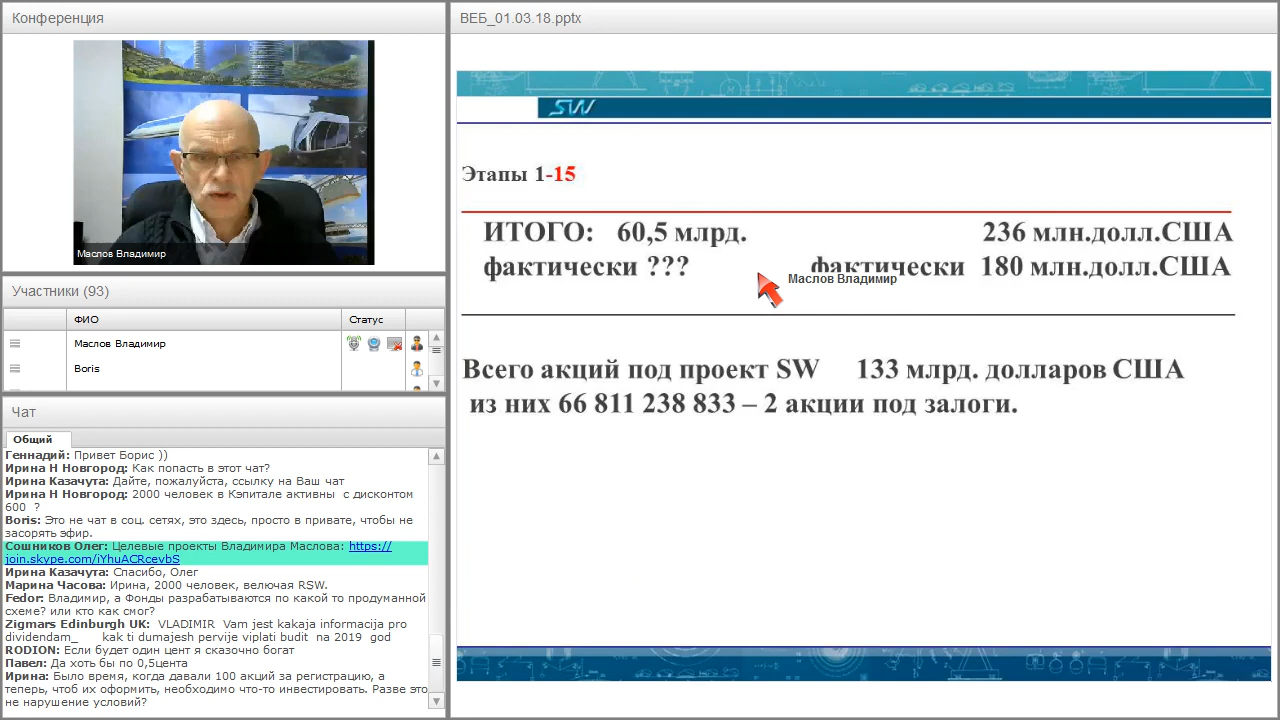 Конференция
Маслов Владимир
Участники (93)
ФИО
Статус
Маслов Владимир
Boris
Чат
Общий
Геннадий: Привет Борис ))
Ирина Н Новгород: Как попасть в этот чат?
Ирина Казачута: Дайте, пожалуйста, ссылку на Ваш чат
Ирина Н Новгород: 2000 человек в Кэпитале активны с дисконтом
600 ?
Boris: Это не чат в соц. сетях, это здесь, просто в привате, чтобы не
засорять эфир.
Сошников Олег: Целевые проекты Владимира Маслова: https://
join.skype.com/iYhuACRcevbS
Ирина Казачута: Спасибо, Олег
Марина Часова: Ирина, 2000 человек, велючая RSW.
Fedor: Владимир, а Фонды разрабатываются по какой то продуманной
схеме? или кто как смог?
Zigmars Edinburgh UK: VLADIMIR Vam jest kakaja informacija pro
dividendam_ kak ti dumajesh pervije viplati budit na 2019 god
RODION: Если будет один цент я сказочно богат
Павел: Да хоть бы по 0,5цента
Ирина: Было время, когда давали 100 акций за регистрацию, а
теперь, чтоб их оформить, необходимо что-то инвестировать. Разве это
не нарушение условий?
ВЕБ_01.03.18.pptx
SW
Этапы 1-15
ИТОГО: 60,5 млрд. 236 млн.долл.США
фактически ??? фактически 180 млн.долл.США
Маслов Владимир
Всего акций под проект SW 133 млрд. долларов США
из них 66 811 238 833 – 2 акции под залоги.